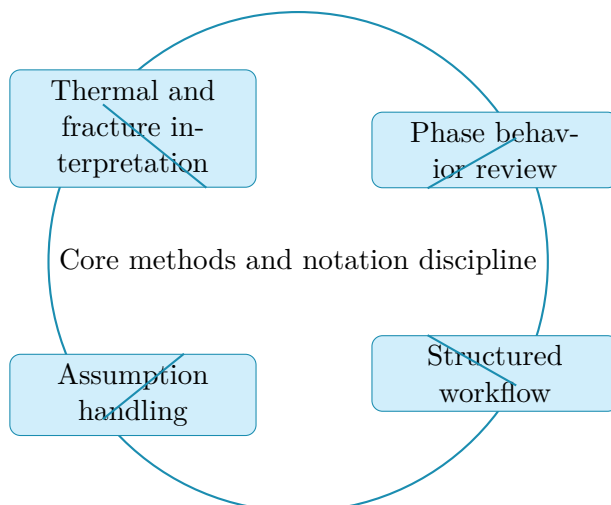 Thermal and
fracture in-
terpretation
Phase behav-
ior review
Core methods and notation discipline
Assumption
handling
Structured
workflow